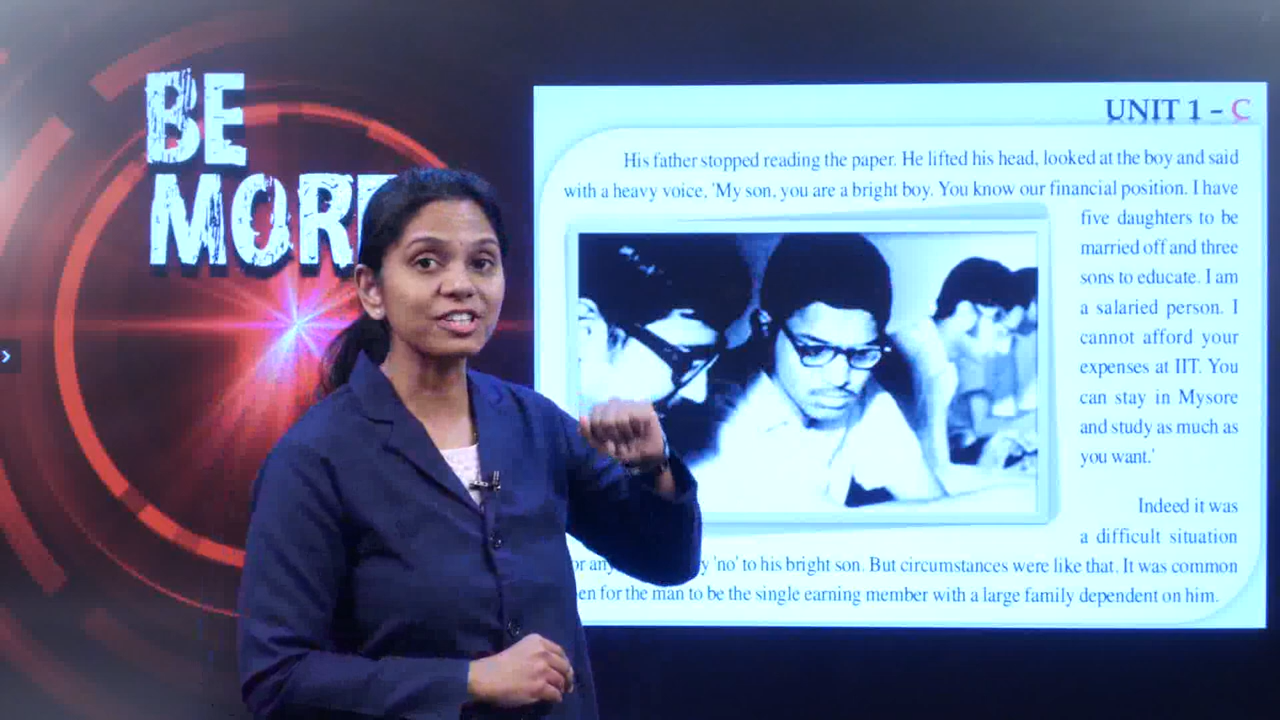 BE
MORE
UNIT 1 – C
His father stopped reading the paper. He lifted his head, looked at the boy and said
with a heavy voice, 'My son, you are a bright boy. You know our financial position. I have
five daughters to be
married off and three
sons to educate. I am
a salaried person. I
cannot afford your
expenses at IIT. You
can stay in Mysore
and study as much as
you want.'
Indeed it was
a difficult situation
'no' to his bright son. But circumstances were like that. It was common
for the man to be the single earning member with a large family dependent on him.